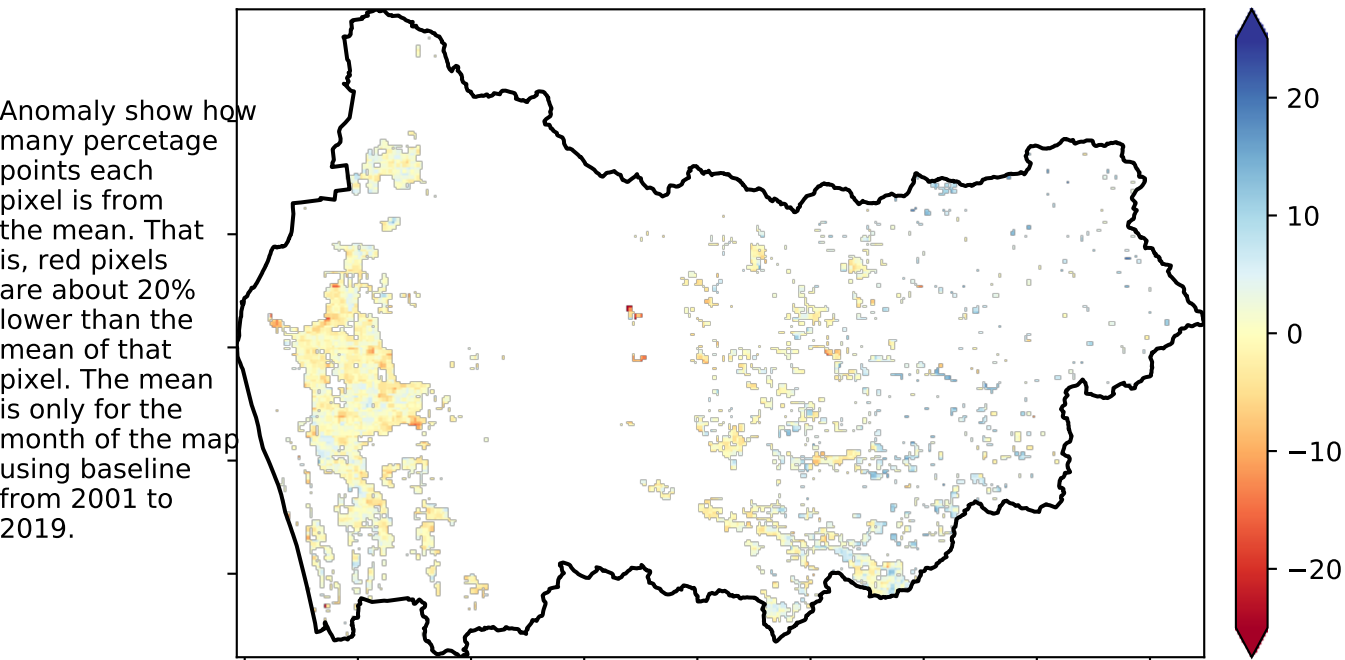 Anomaly show how
many percetage
points each
pixel is from
the mean. That
is, red pixels
are about 20%
lower than the
mean of that
pixel. The mean
is only for the
month of the map
using baseline
from 2001 to
2019.
20
10
0
−10
−20